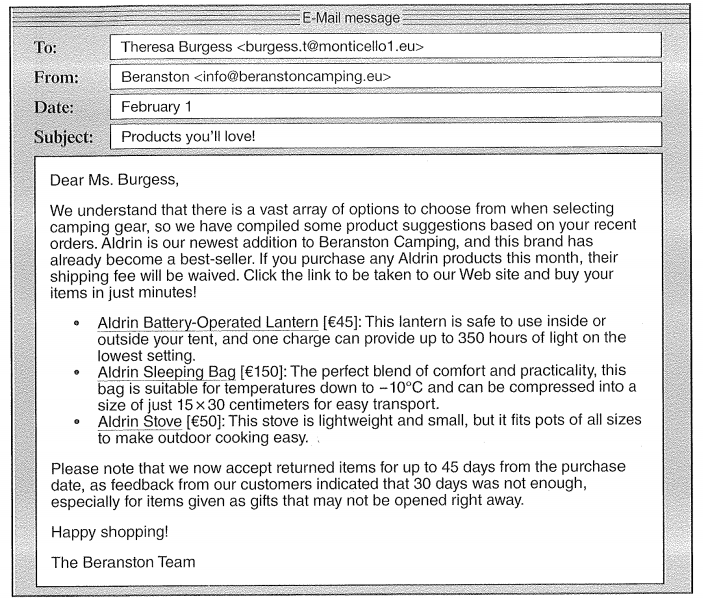 E-Mail message
To: Theresa Burgess <burgess.t@monticello1.eu>
From: Beranston <info@beranstoncamping.eu>
Date: February 1
Subject: Products you'll love!
Dear Ms. Burgess,
We understand that there is a vast array of options to choose from when selecting
camping gear, so we have compiled some product suggestions based on your recent
orders. Aldrin is our newest addition to Beranston Camping, and this brand has
already become a best-seller. If you purchase any Aldrin products this month, their
shipping fee will be waived. Click the link to be taken to our Web site and buy your
items in just minutes!
• Aldrin Battery-Operated Lantern [€45]: This lantern is safe to use inside or
outside your tent, and one charge can provide up to 350 hours of light on the
lowest setting.
• Aldrin Sleeping Bag [€150]: The perfect blend of comfort and practicality, this
bag is suitable for temperatures down to −10°C and can be compressed into a
size of just 15×30 centimeters for easy transport.
• Aldrin Stove [€50]: This stove is lightweight and small, but it fits pots of all sizes
to make outdoor cooking easy.
Please note that we now accept returned items for up to 45 days from the purchase
date, as feedback from our customers indicated that 30 days was not enough,
especially for items given as gifts that may not be opened right away.
Happy shopping!
The Beranston Team